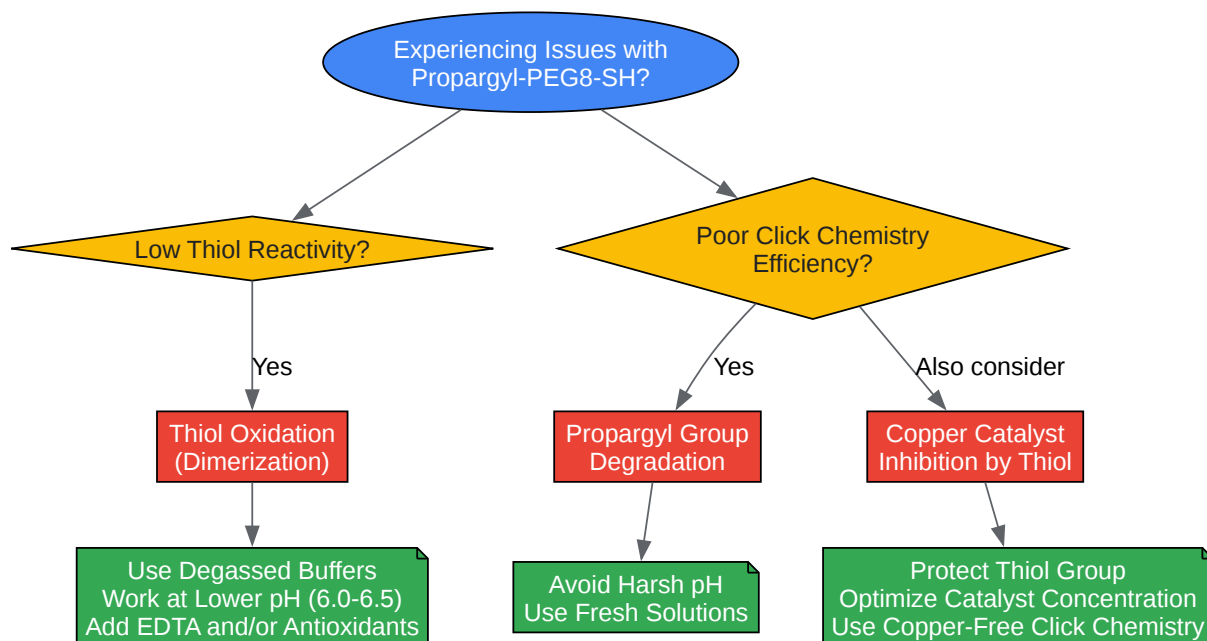 Experiencing Issues with
Propargyl-PEG8-SH?
Low Thiol Reactivity?
Poor Click Chemistry
Efficiency?
Yes
Yes
Also consider
Thiol Oxidation
(Dimerization)
Propargyl Group
Degradation
Copper Catalyst
Inhibition by Thiol
Use Degassed Buffers
Work at Lower pH (6.0-6.5)
Add EDTA and/or Antioxidants
Avoid Harsh pH
Use Fresh Solutions
Protect Thiol Group
Optimize Catalyst Concentration
Use Copper-Free Click Chemistry